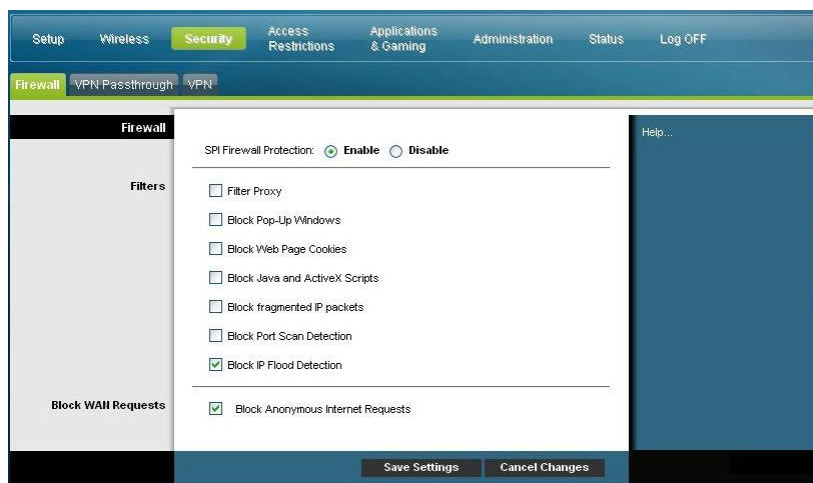 Setup Wireless Security Access Restrictions Applications & Gaming Administration Status Log OFF
Firewall VPN Passthrough VPN
Firewall
Help...
SPI Firewall Protection: Enable Disable
Filters
Filter Proxy
Block Pop-Up Windows
Block Web Page Cookies
Block Java and ActiveX Scripts
Block fragmented IP packets
Block Port Scan Detection
Block IP Flood Detection
Block WAN Requests
Block Anonymous Internet Requests
Save Settings Cancel Changes